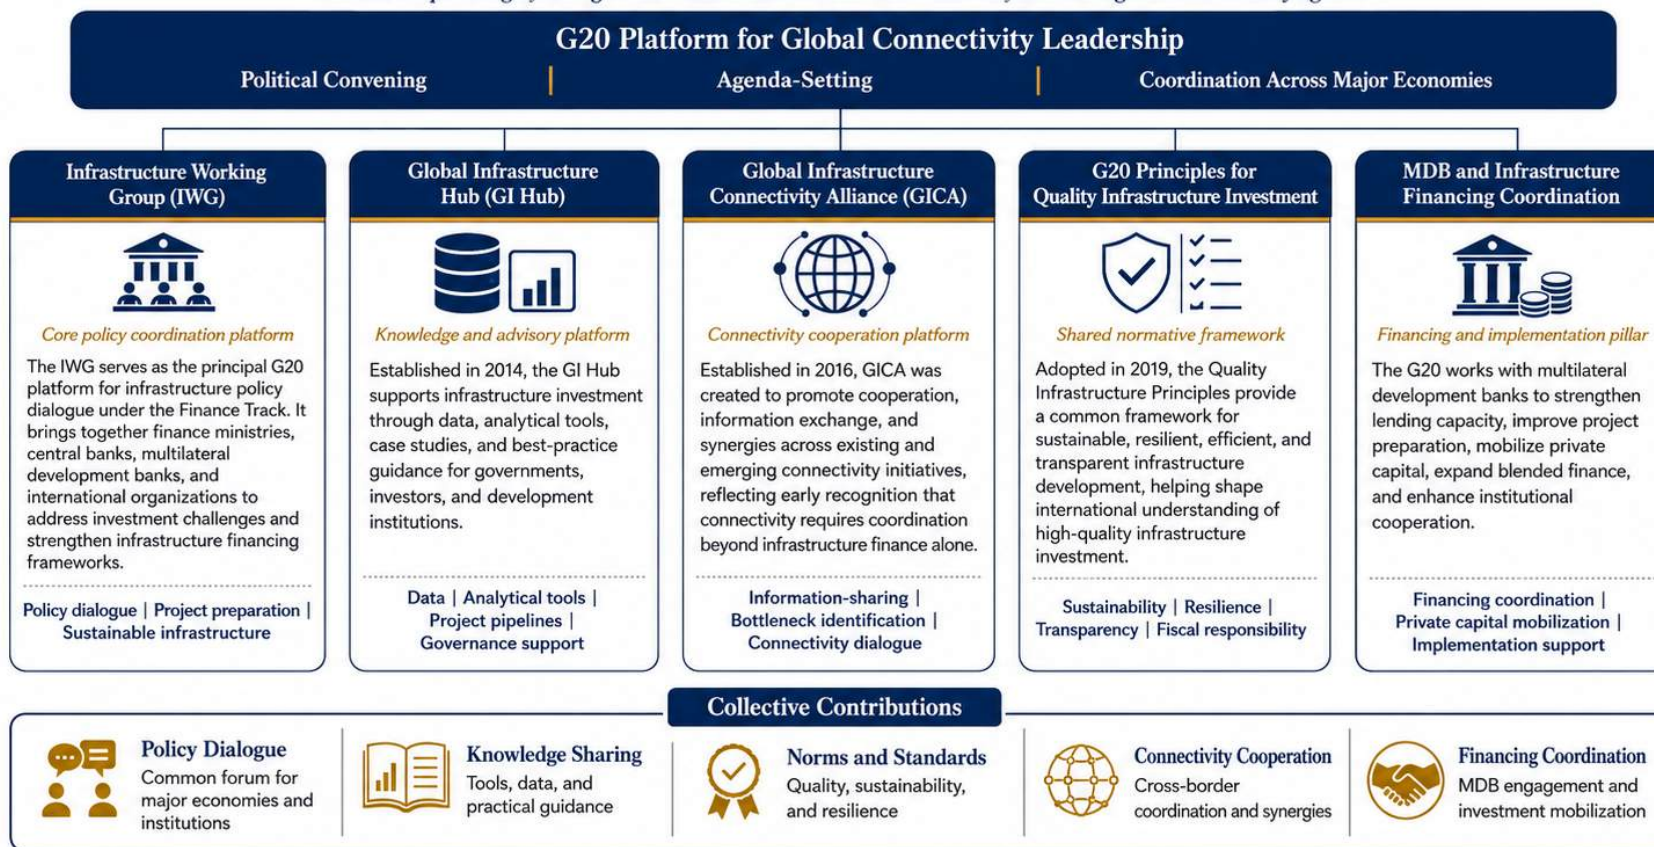 G20 Platform for Global Connectivity Leadership
Political Convening | Agenda-Setting | Coordination Across Major Economies
Infrastructure Working
Group (IWG)
Core policy coordination platform
The IWG serves as the principal G20
platform for infrastructure policy
dialogue under the Finance Track. It
brings together finance ministries,
central banks, multilateral
development banks, and
international organizations to
address investment challenges and
strengthen infrastructure financing
frameworks.
Policy dialogue | Project preparation |
Sustainable infrastructure
Global Infrastructure
Hub (GI Hub)
Knowledge and advisory platform
Established in 2014, the GI Hub
supports infrastructure investment
through data, analytical tools,
case studies, and best-practice
guidance for governments,
investors, and development
institutions.
Data | Analytical tools |
Project pipelines |
Governance support
Global Infrastructure
Connectivity Alliance (GICA)
Connectivity cooperation platform
Established in 2016, GICA was
created to promote cooperation,
information exchange, and
synergies across existing and
emerging connectivity initiatives,
reflecting early recognition that
connectivity requires coordination
beyond infrastructure finance alone.
Information-sharing |
Bottleneck identification |
Connectivity dialogue
G20 Principles for
Quality Infrastructure Investment
Shared normative framework
Adopted in 2019, the Quality
Infrastructure Principles provide
a common framework for
sustainable, resilient, efficient, and
transparent infrastructure
development, helping shape
international understanding of
high-quality infrastructure
investment.
Sustainability | Resilience |
Transparency | Fiscal responsibility
MDB and Infrastructure
Financing Coordination
Financing and implementation pillar
The G20 works with multilateral
development banks to strengthen
lending capacity, improve project
preparation, mobilize private
capital, expand blended finance,
and enhance institutional
cooperation.
Financing coordination |
Private capital mobilization |
Implementation support
Collective Contributions
Policy Dialogue
Common forum for
major economies and
institutions
Knowledge Sharing
Tools, data, and
practical guidance
Norms and Standards
Quality, sustainability,
and resilience
Connectivity Cooperation
Cross-border
coordination and synergies
Financing Coordination
MDB engagement and
investment mobilization